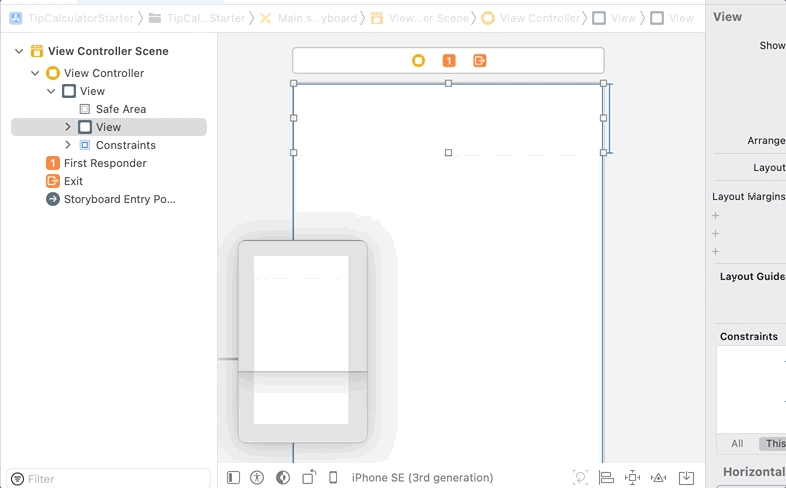 TipCalculatorStarter TipCal...Starter Main.s...yboard View...er Scene View Controller View View
View Controller Scene
View Controller
View
Safe Area
View
Constraints
First Responder
Exit
Storyboard Entry Po...
Filter
1
iPhone SE (3rd generation)
View
Show
Arrange
Layout
Layout Margins
Layout Guide
Constraints
All This
Horizontal